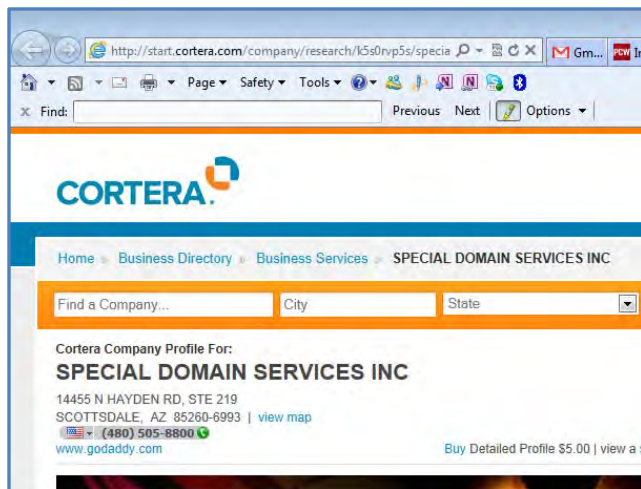 http://start.cortera.com/company/research/k5s0rvp5s/specia
Gm...
PCW
Page Safety Tools
x Find: Previous Next Options
CORTERA.
Home Business Directory Business Services SPECIAL DOMAIN SERVICES INC
Find a Company... City State
Cortera Company Profile For:
SPECIAL DOMAIN SERVICES INC
14455 N HAYDEN RD, STE 219
SCOTTSDALE, AZ 85260-6993 | view map
(480) 505-8800
www.godaddy.com Buy Detailed Profile $5.00 | view a